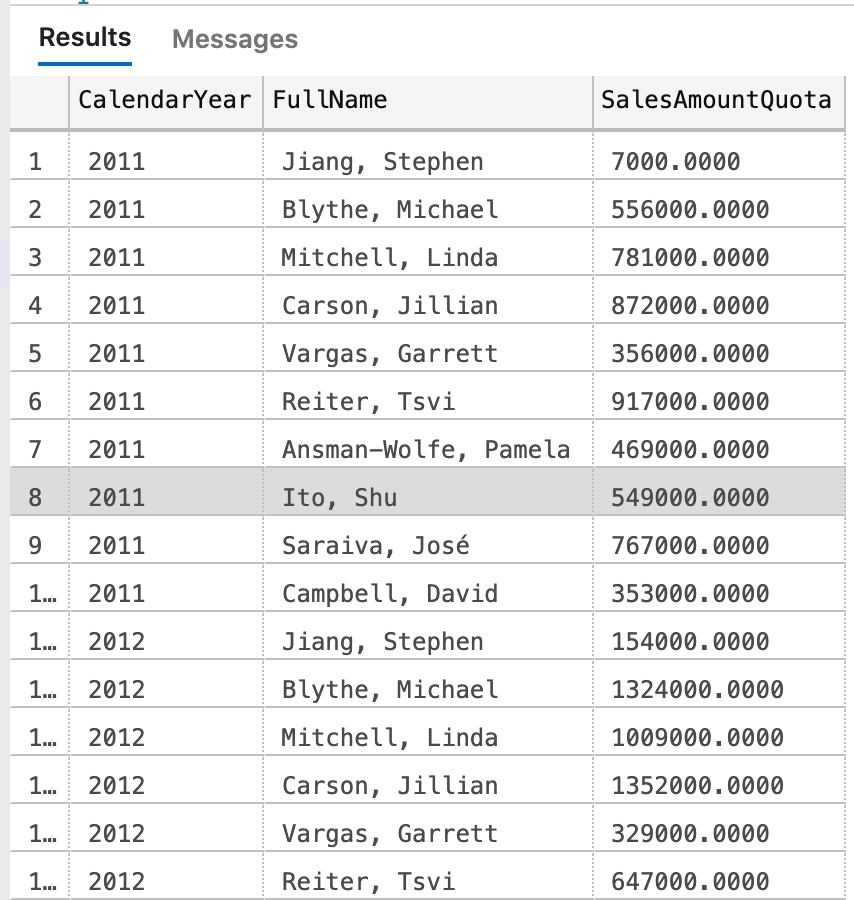 Results Messages
CalendarYear FullName SalesAmountQuota
1 2011 Jiang, Stephen 7000.0000
2 2011 Blythe, Michael 556000.0000
3 2011 Mitchell, Linda 781000.0000
4 2011 Carson, Jillian 872000.0000
5 2011 Vargas, Garrett 356000.0000
6 2011 Reiter, Tsvi 917000.0000
7 2011 Ansman-Wolfe, Pamela 469000.0000
8 2011 Ito, Shu 549000.0000
9 2011 Saraiva, José 767000.0000
1… 2011 Campbell, David 353000.0000
1… 2012 Jiang, Stephen 154000.0000
1… 2012 Blythe, Michael 1324000.0000
1… 2012 Mitchell, Linda 1009000.0000
1… 2012 Carson, Jillian 1352000.0000
1… 2012 Vargas, Garrett 329000.0000
1… 2012 Reiter, Tsvi 647000.0000